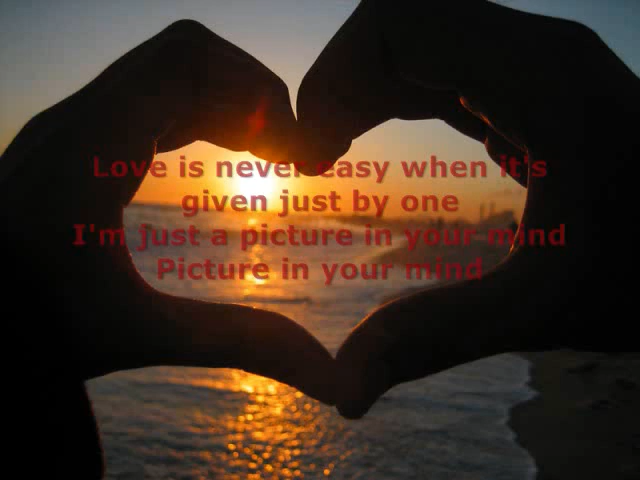 Love is never easy when it's
given just by one
I'm just a picture in your mind
Picture in your mind